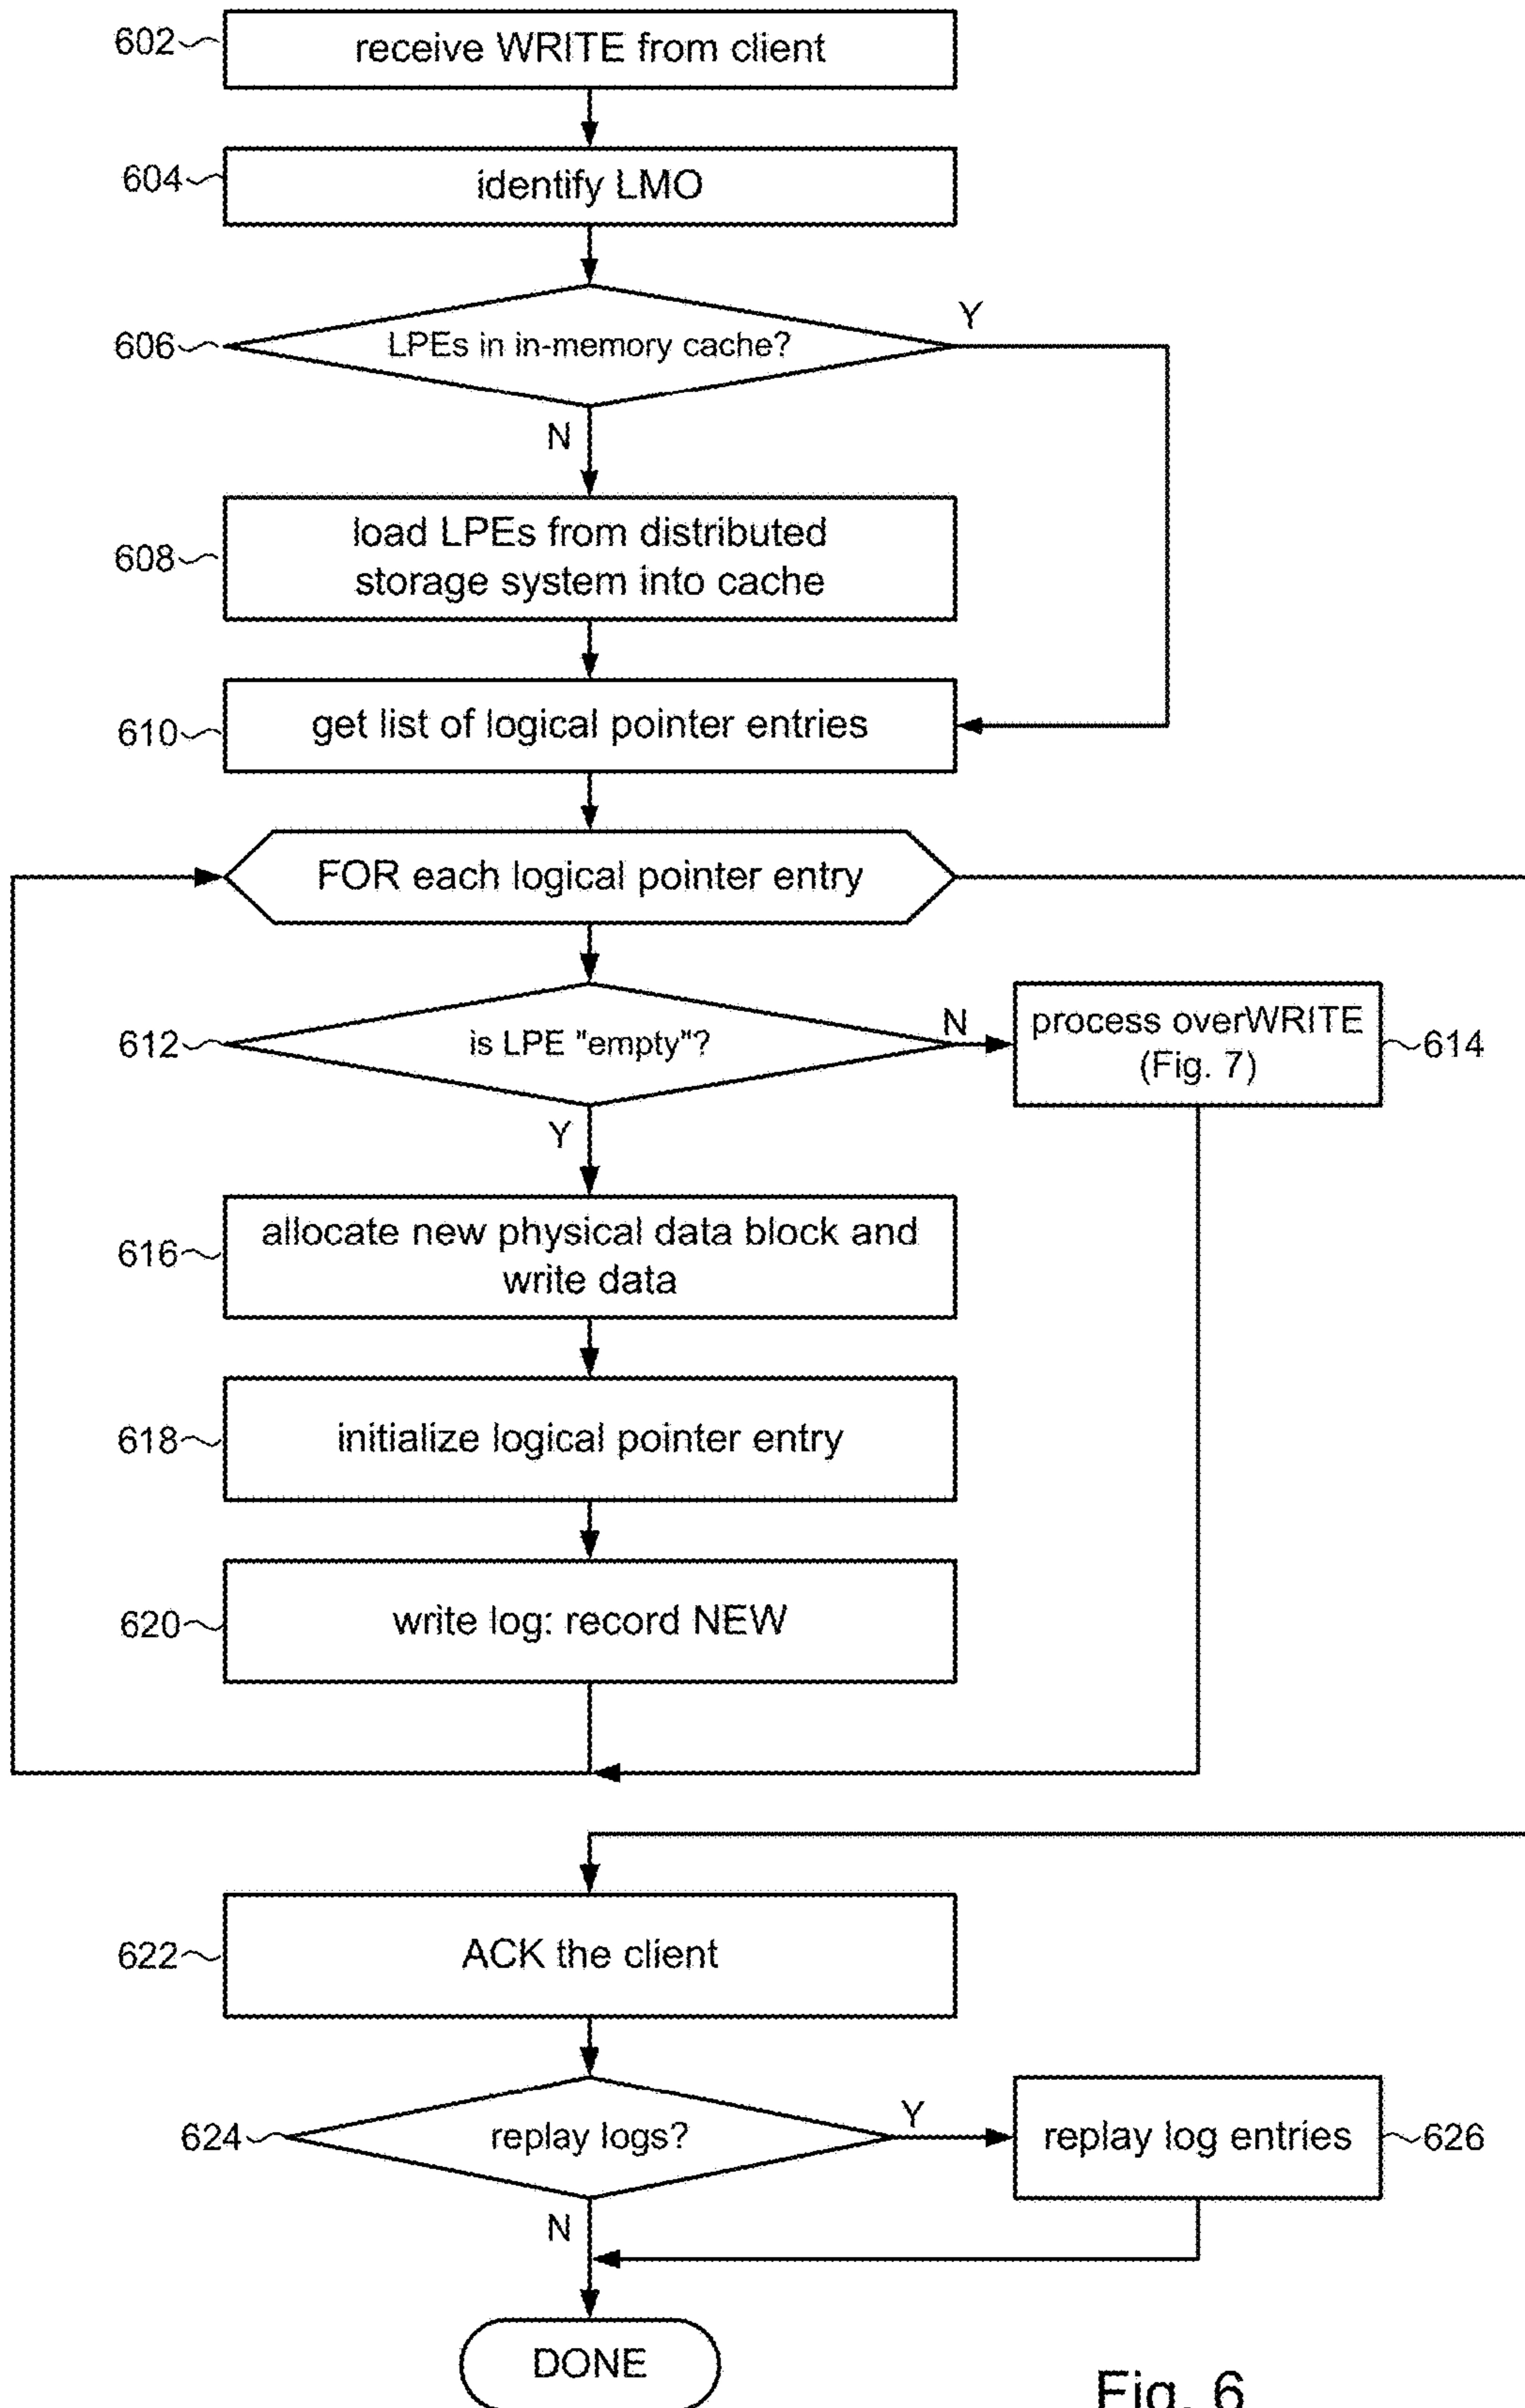 602
receive WRITE from client
604
identify LMO
606
LPEs in in-memory cache?
Y
N
608
load LPEs from distributed
storage system into cache
610
get list of logical pointer entries
FOR each logical pointer entry
612
is LPE "empty"?
N
process overWRITE
(Fig. 7)
614
Y
616
allocate new physical data block and
write data
618
initialize logical pointer entry
620
write log: record NEW
622
ACK the client
624
replay logs?
Y
replay log entries
626
N
DONE
Fig. 6